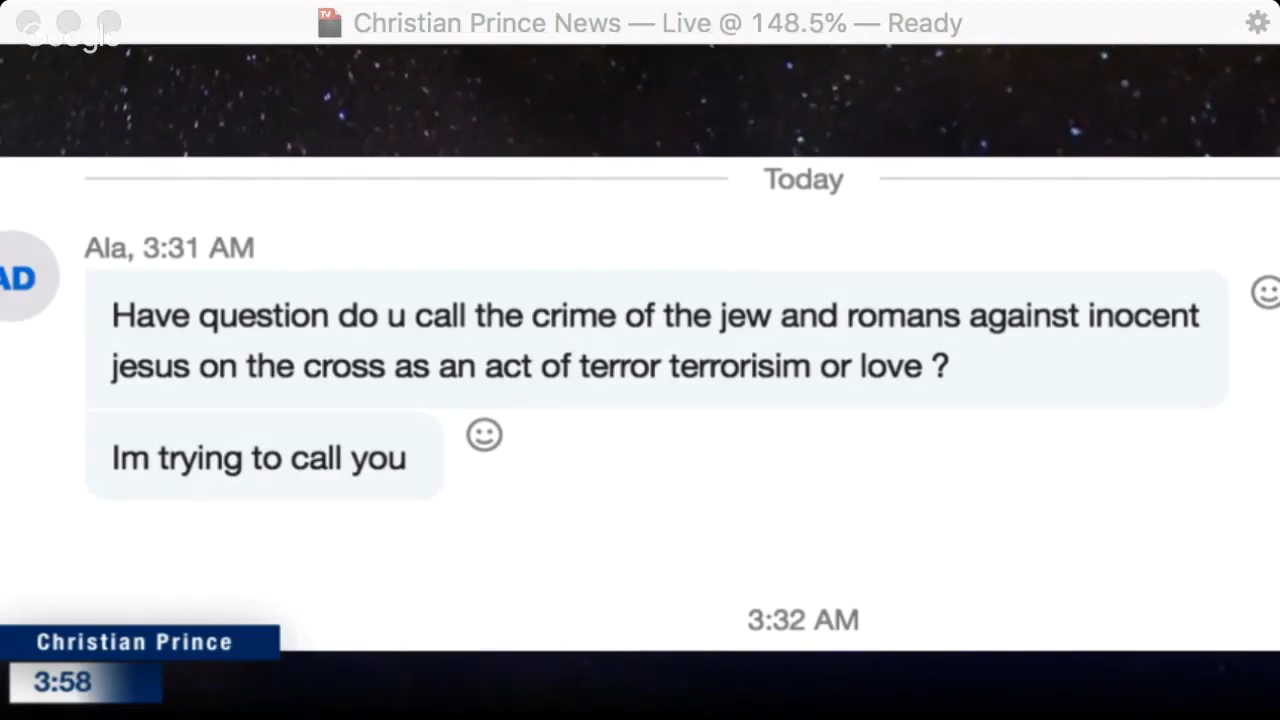 Christian Prince News — Live @ 148.5% — Ready
Google
Today
Ala, 3:31 AM
AD
Have question do u call the crime of the jew and romans against inocent
jesus on the cross as an act of terror terrorisim or love ?
Im trying to call you
3:32 AM
Christian Prince
3:58